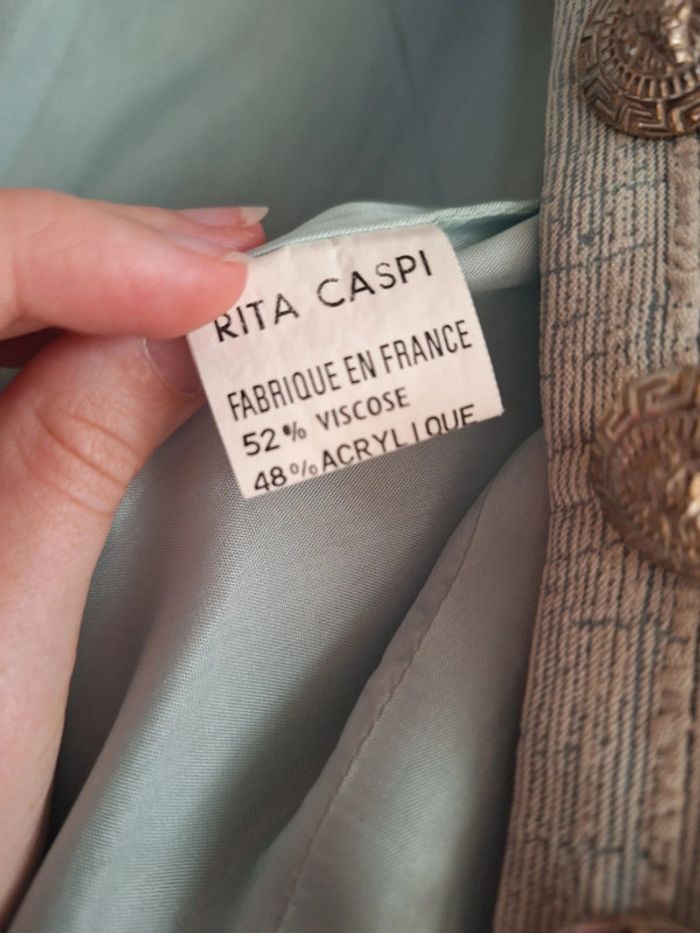 RITA CASPI
FABRIQUE EN FRANCE
52% VISCOSE
48% ACRYLIQUE